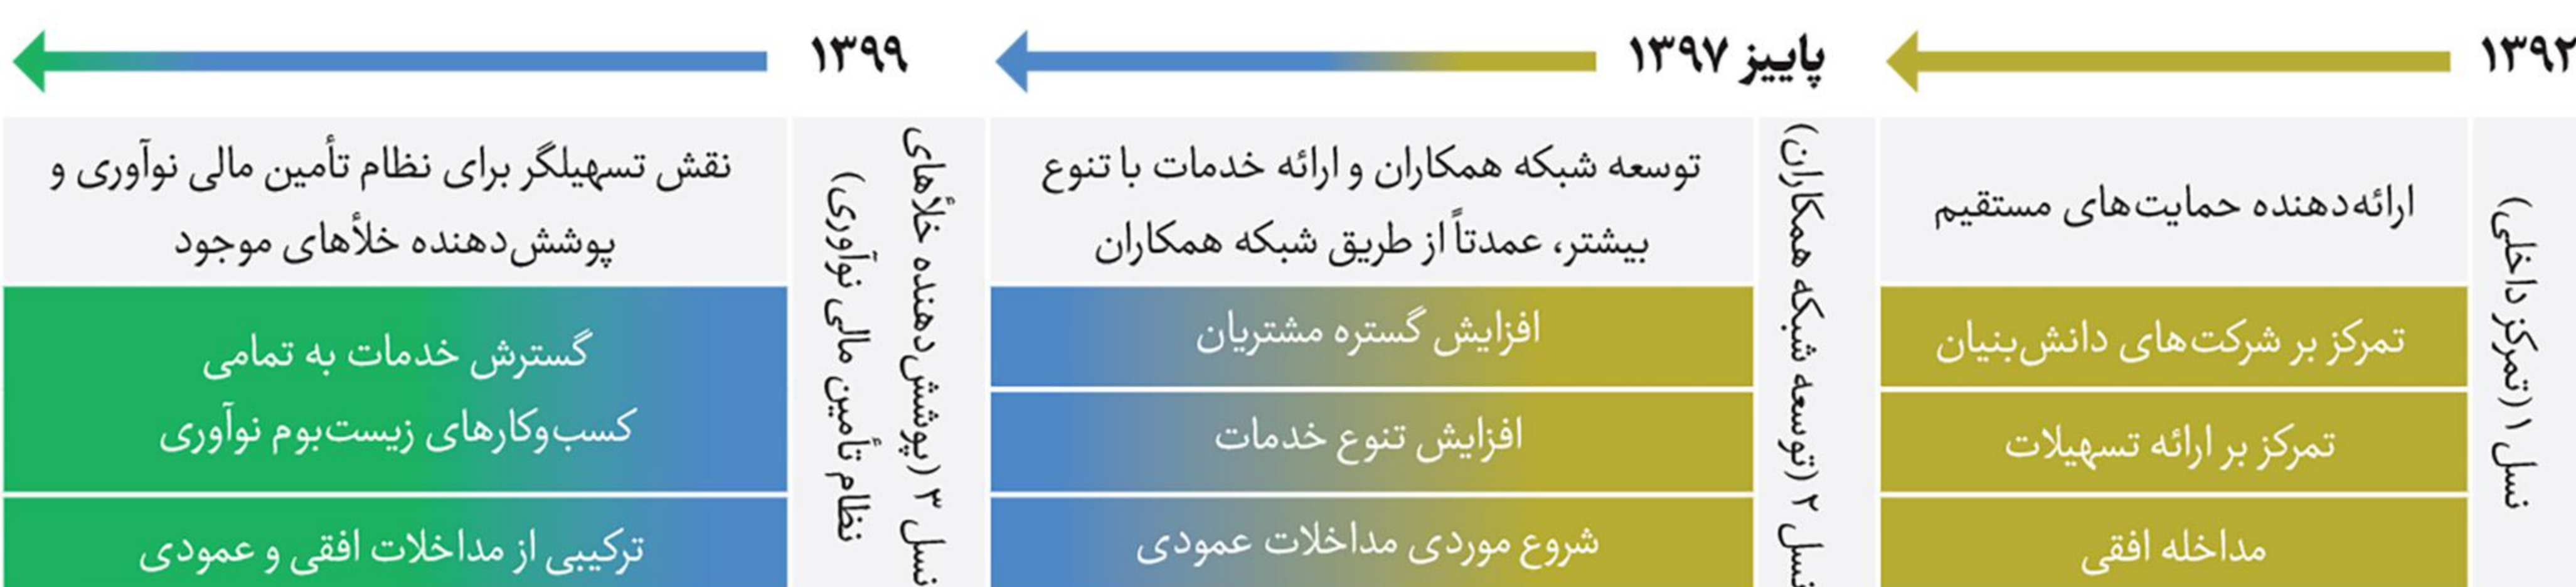 ۱۳۹۲
نسل ۱ (تمرکز داخلی)
ارائه‌دهنده حمایت‌های مستقیم
تمرکز بر شرکت‌های دانش‌بنیان
تمرکز بر ارائه تسهیلات
مداخله افقی
پاییز ۱۳۹۷
نسل ۲ (توسعه شبکه همکاران)
توسعه شبکه همکاران و ارائه خدمات با تنوع
بیشتر، عمدتاً از طریق شبکه همکاران
افزایش گستره مشتریان
افزایش تنوع خدمات
شروع موردی مداخلات عمودی
۱۳۹۹
نسل ۳ (پوشش‌دهنده خلأهای
نظام تأمین مالی نوآوری)
نقش تسهیلگر برای نظام تأمین مالی نوآوری و
پوشش‌دهنده خلأهای موجود
گسترش خدمات به تمامی
کسب‌وکارهای زیست‌بوم نوآوری
ترکیبی از مداخلات افقی و عمودی